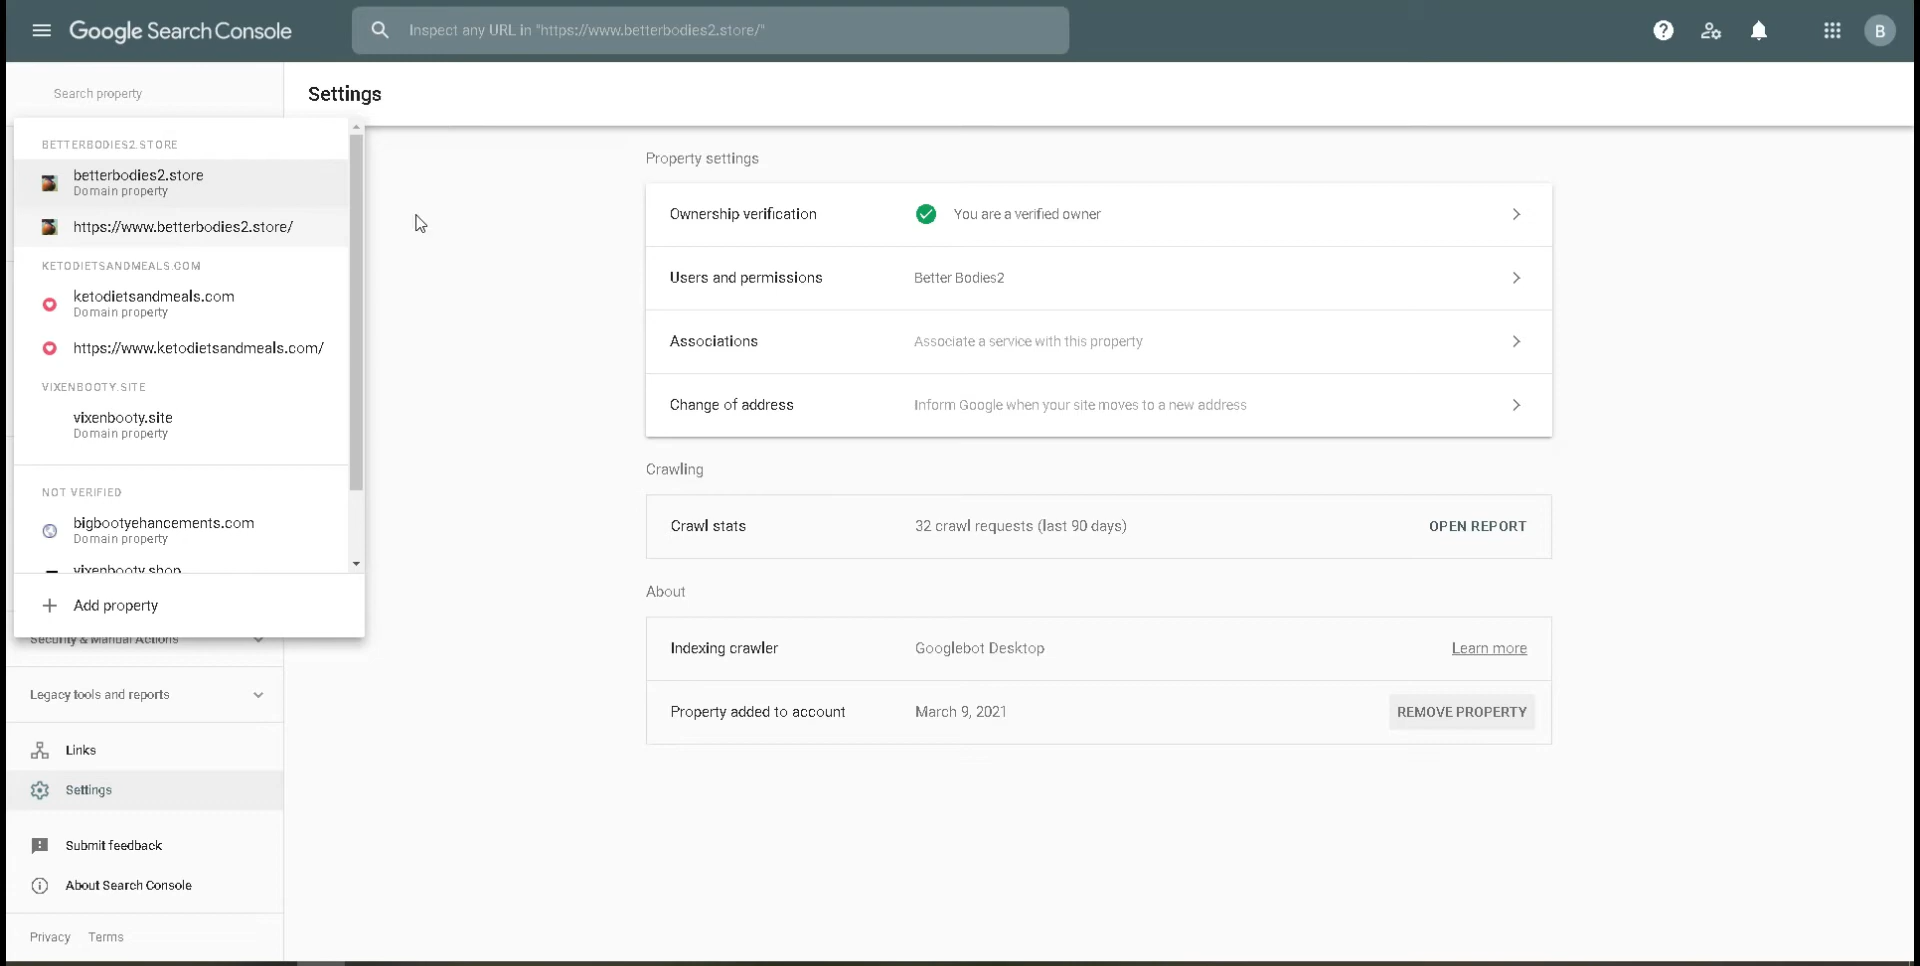 Google Search Console
Inspect any URL in "https://www.betterbodies2.store/"
B
Search property
BETTERBODIES2.STORE
betterbodies2.store
Domain property
https://www.betterbodies2.store/
KETODIETSANDMEALS.COM
ketodietsandmeals.com
Domain property
https://www.ketodietsandmeals.com/
VIXENBOOTY.SITE
vixenbooty.site
Domain property
NOT VERIFIED
bigbootyehancements.com
Domain property
vixenbooty.shop
Add property
Security & Manual Actions
Legacy tools and reports
Links
Settings
Submit feedback
About Search Console
Privacy Terms
Settings
Property settings
Ownership verification You are a verified owner
Users and permissions Better Bodies2
Associations Associate a service with this property
Change of address Inform Google when your site moves to a new address
Crawling
Crawl stats 32 crawl requests (last 90 days) OPEN REPORT
About
Indexing crawler Googlebot Desktop Learn more
Property added to account March 9, 2021 REMOVE PROPERTY